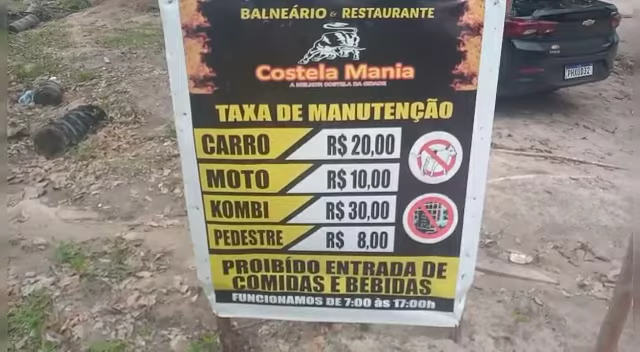 BALNEÁRIO & RESTAURANTE
Costela Mania
A MELHOR COSTELA DA CIDADE
TAXA DE MANUTENÇÃO
CARRO R$ 20,00
MOTO R$ 10,00
KOMBI R$ 30,00
PEDESTRE R$ 8,00
PROIBÍDO ENTRADA DE
COMIDAS E BEBIDAS
FUNCIONAMOS DE 7:00 às 17:00h